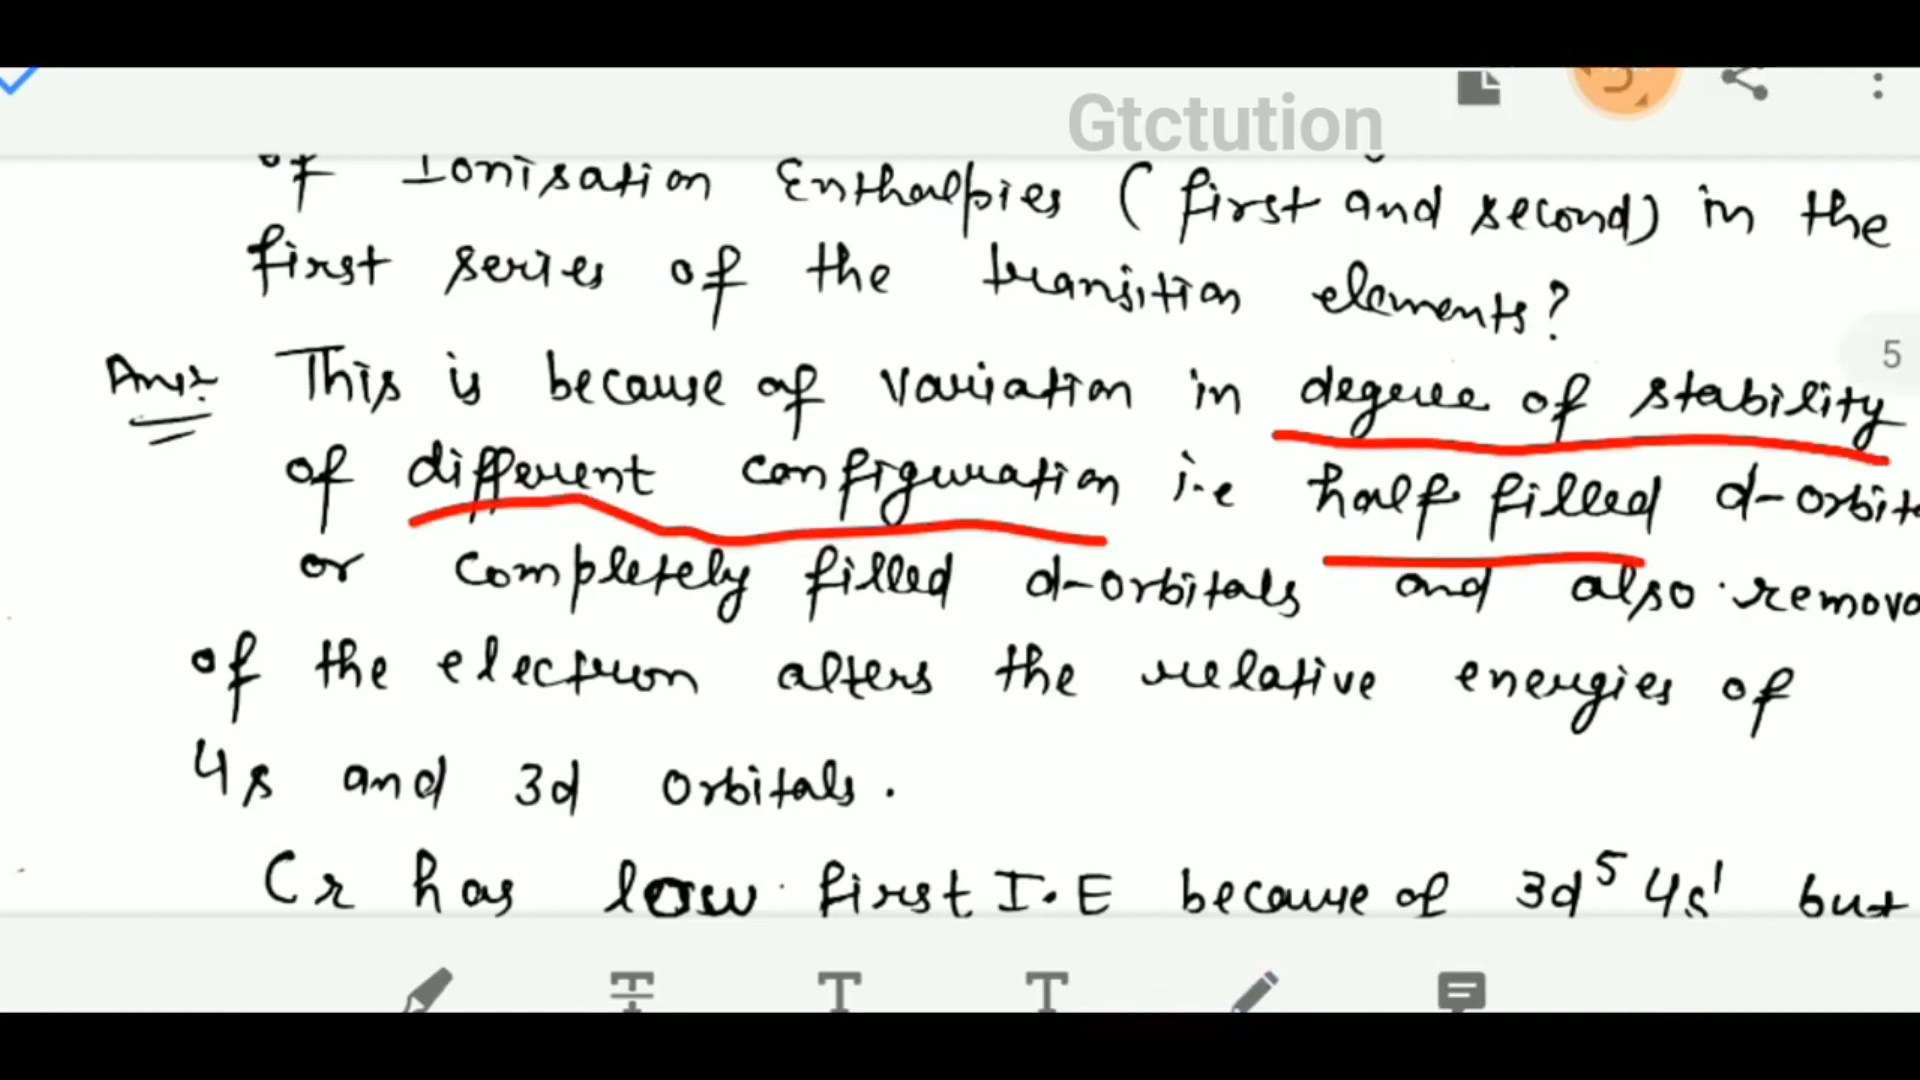 Gtctution
of Ionisation Enthalpies (first and second) in the
first series of the transition elements?
5
Ans:- This is because of variation in degree of stability
of different configuration i.e half filled d-orbit
or completely filled d-orbitals and also remova
of the electron alters the relative energies of
4s and 3d orbitals.
Cr has low first I.E because of 3d⁵ 4s¹ but